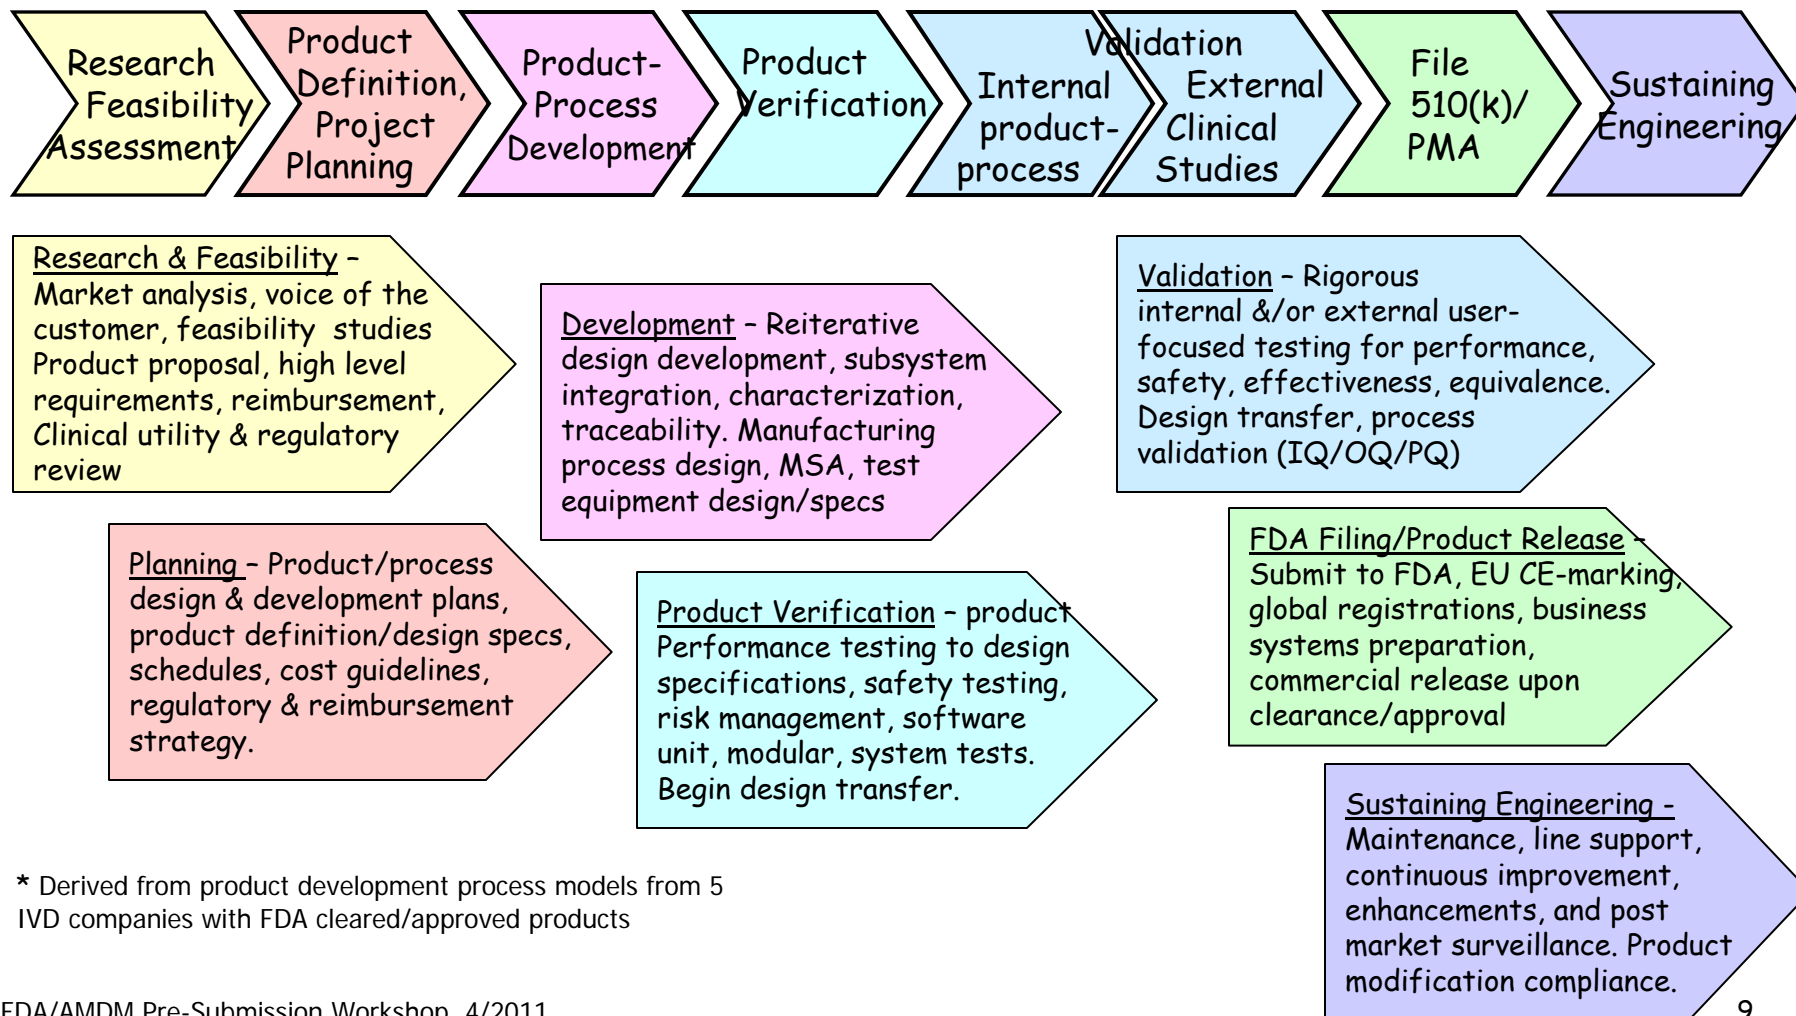 Research
Feasibility
Assessment
Product
Definition,
Project
Planning
Product-
Process
Development
Product
Verification
Validation
Internal
product-
process
External
Clinical
Studies
File
510(k)/
PMA
Sustaining
Engineering
Research & Feasibility –
Market analysis, voice of the
customer, feasibility studies
Product proposal, high level
requirements, reimbursement,
Clinical utility & regulatory
review
Planning – Product/process
design & development plans,
product definition/design specs,
schedules, cost guidelines,
regulatory & reimbursement
strategy.
Development – Reiterative
design development, subsystem
integration, characterization,
traceability. Manufacturing
process design, MSA, test
equipment design/specs
Product Verification – product
Performance testing to design
specifications, safety testing,
risk management, software
unit, modular, system tests.
Begin design transfer.
Validation – Rigorous
internal &/or external user-
focused testing for performance,
safety, effectiveness, equivalence.
Design transfer, process
validation (IQ/OQ/PQ)
FDA Filing/Product Release –
Submit to FDA, EU CE-marking,
global registrations, business
systems preparation,
commercial release upon
clearance/approval
Sustaining Engineering -
Maintenance, line support,
continuous improvement,
enhancements, and post
market surveillance. Product
modification compliance.
* Derived from product development process models from 5
IVD companies with FDA cleared/approved products
FDA/AMDM Pre-Submission Workshop 4/2011
9